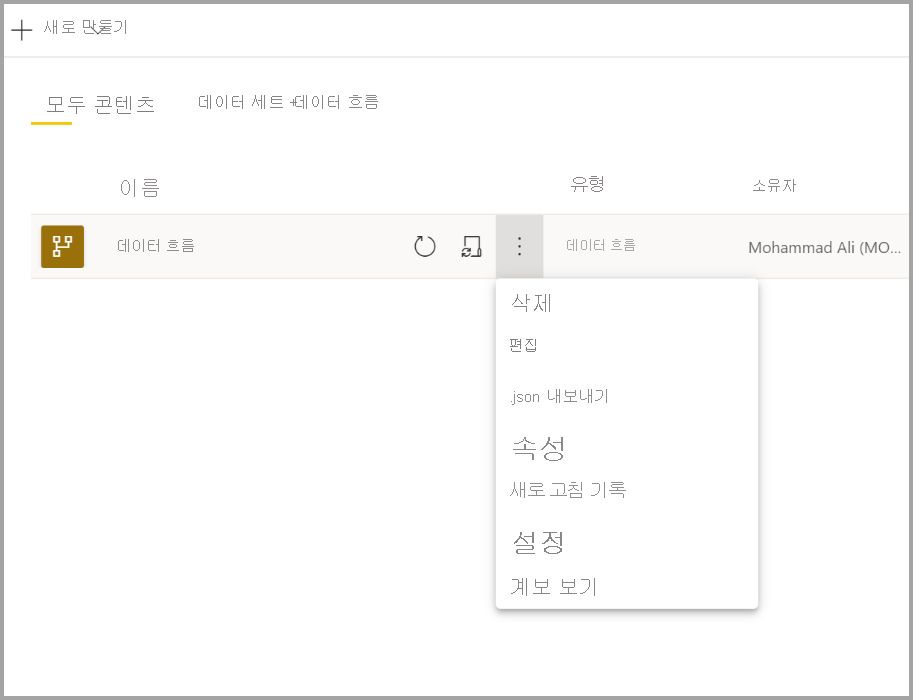 새로 만들기
모두 콘텐츠 데이터 세트 +데이터 흐름
이름 유형 소유자
데이터 흐름 데이터 흐름 Mohammad Ali (MO...
삭제
편집
.json 내보내기
속성
새로 고침 기록
설정
계보 보기